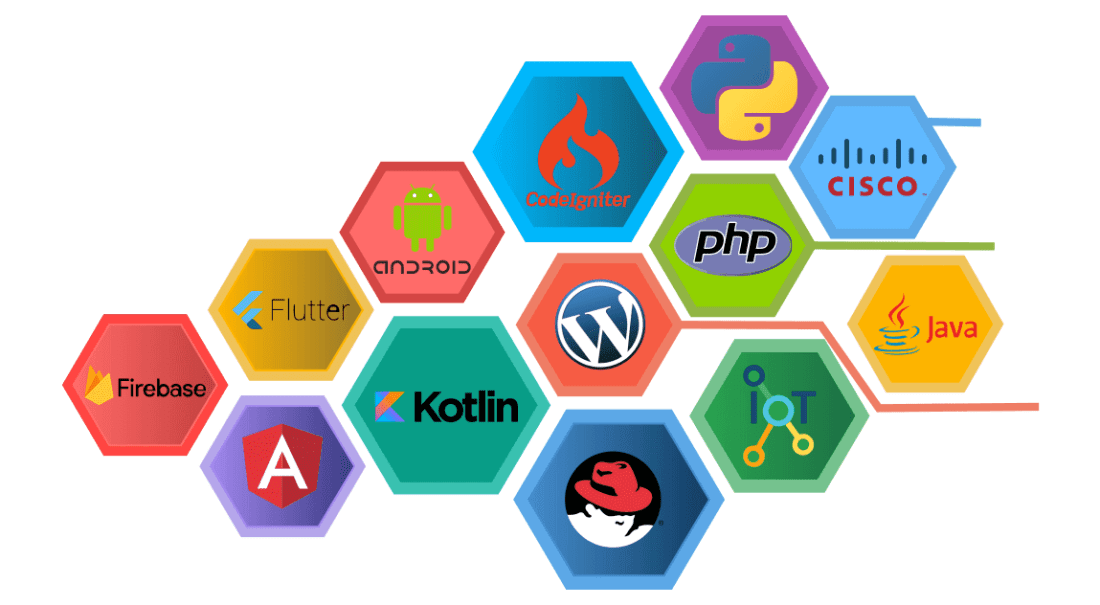 CodeIgniter
CISCO
ANDROID
php
Flutter
W
Java
Firebase
Kotlin
IoT
A